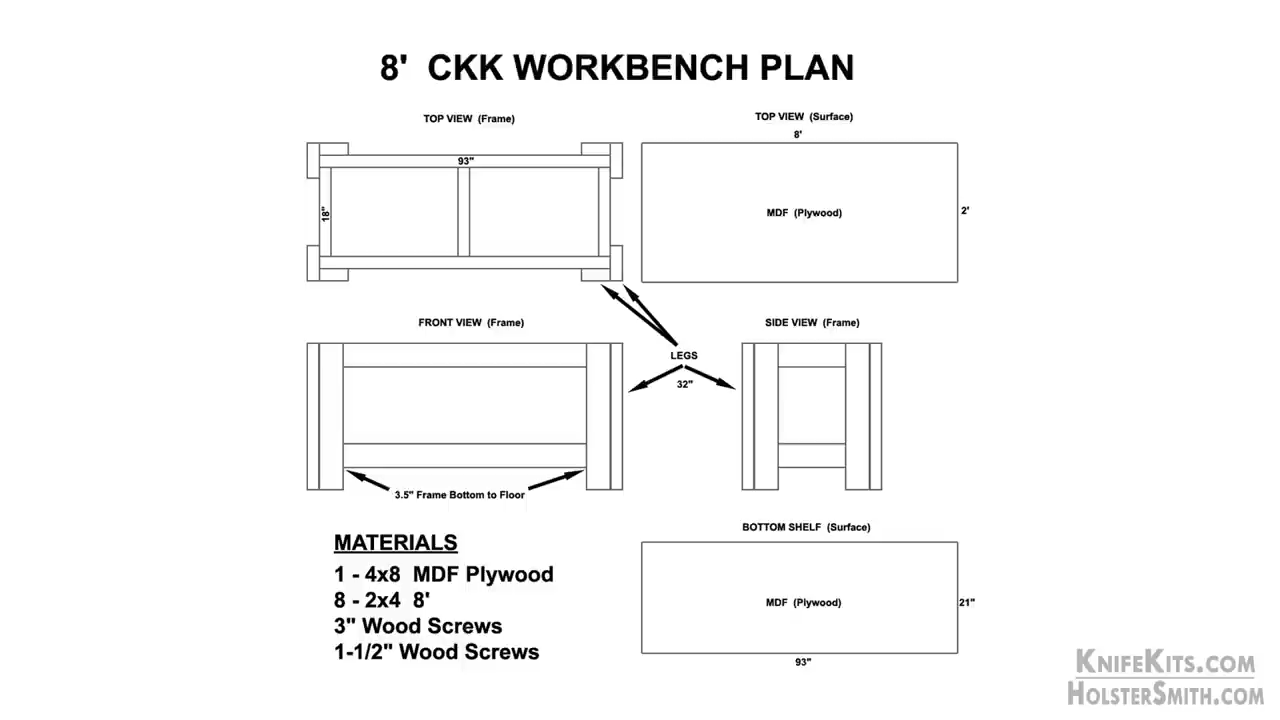 8' CKK WORKBENCH PLAN
TOP VIEW (Frame)
93"
18"
TOP VIEW (Surface)
8'
MDF (Plywood)
2'
FRONT VIEW (Frame)
LEGS
32"
SIDE VIEW (Frame)
3.5" Frame Bottom to Floor
BOTTOM SHELF (Surface)
MDF (Plywood)
21"
93"
MATERIALS
1 - 4x8 MDF Plywood
8 - 2x4 8'
3" Wood Screws
1-1/2" Wood Screws
KNIFEKITS.COM
HOLSTERSMITH.COM